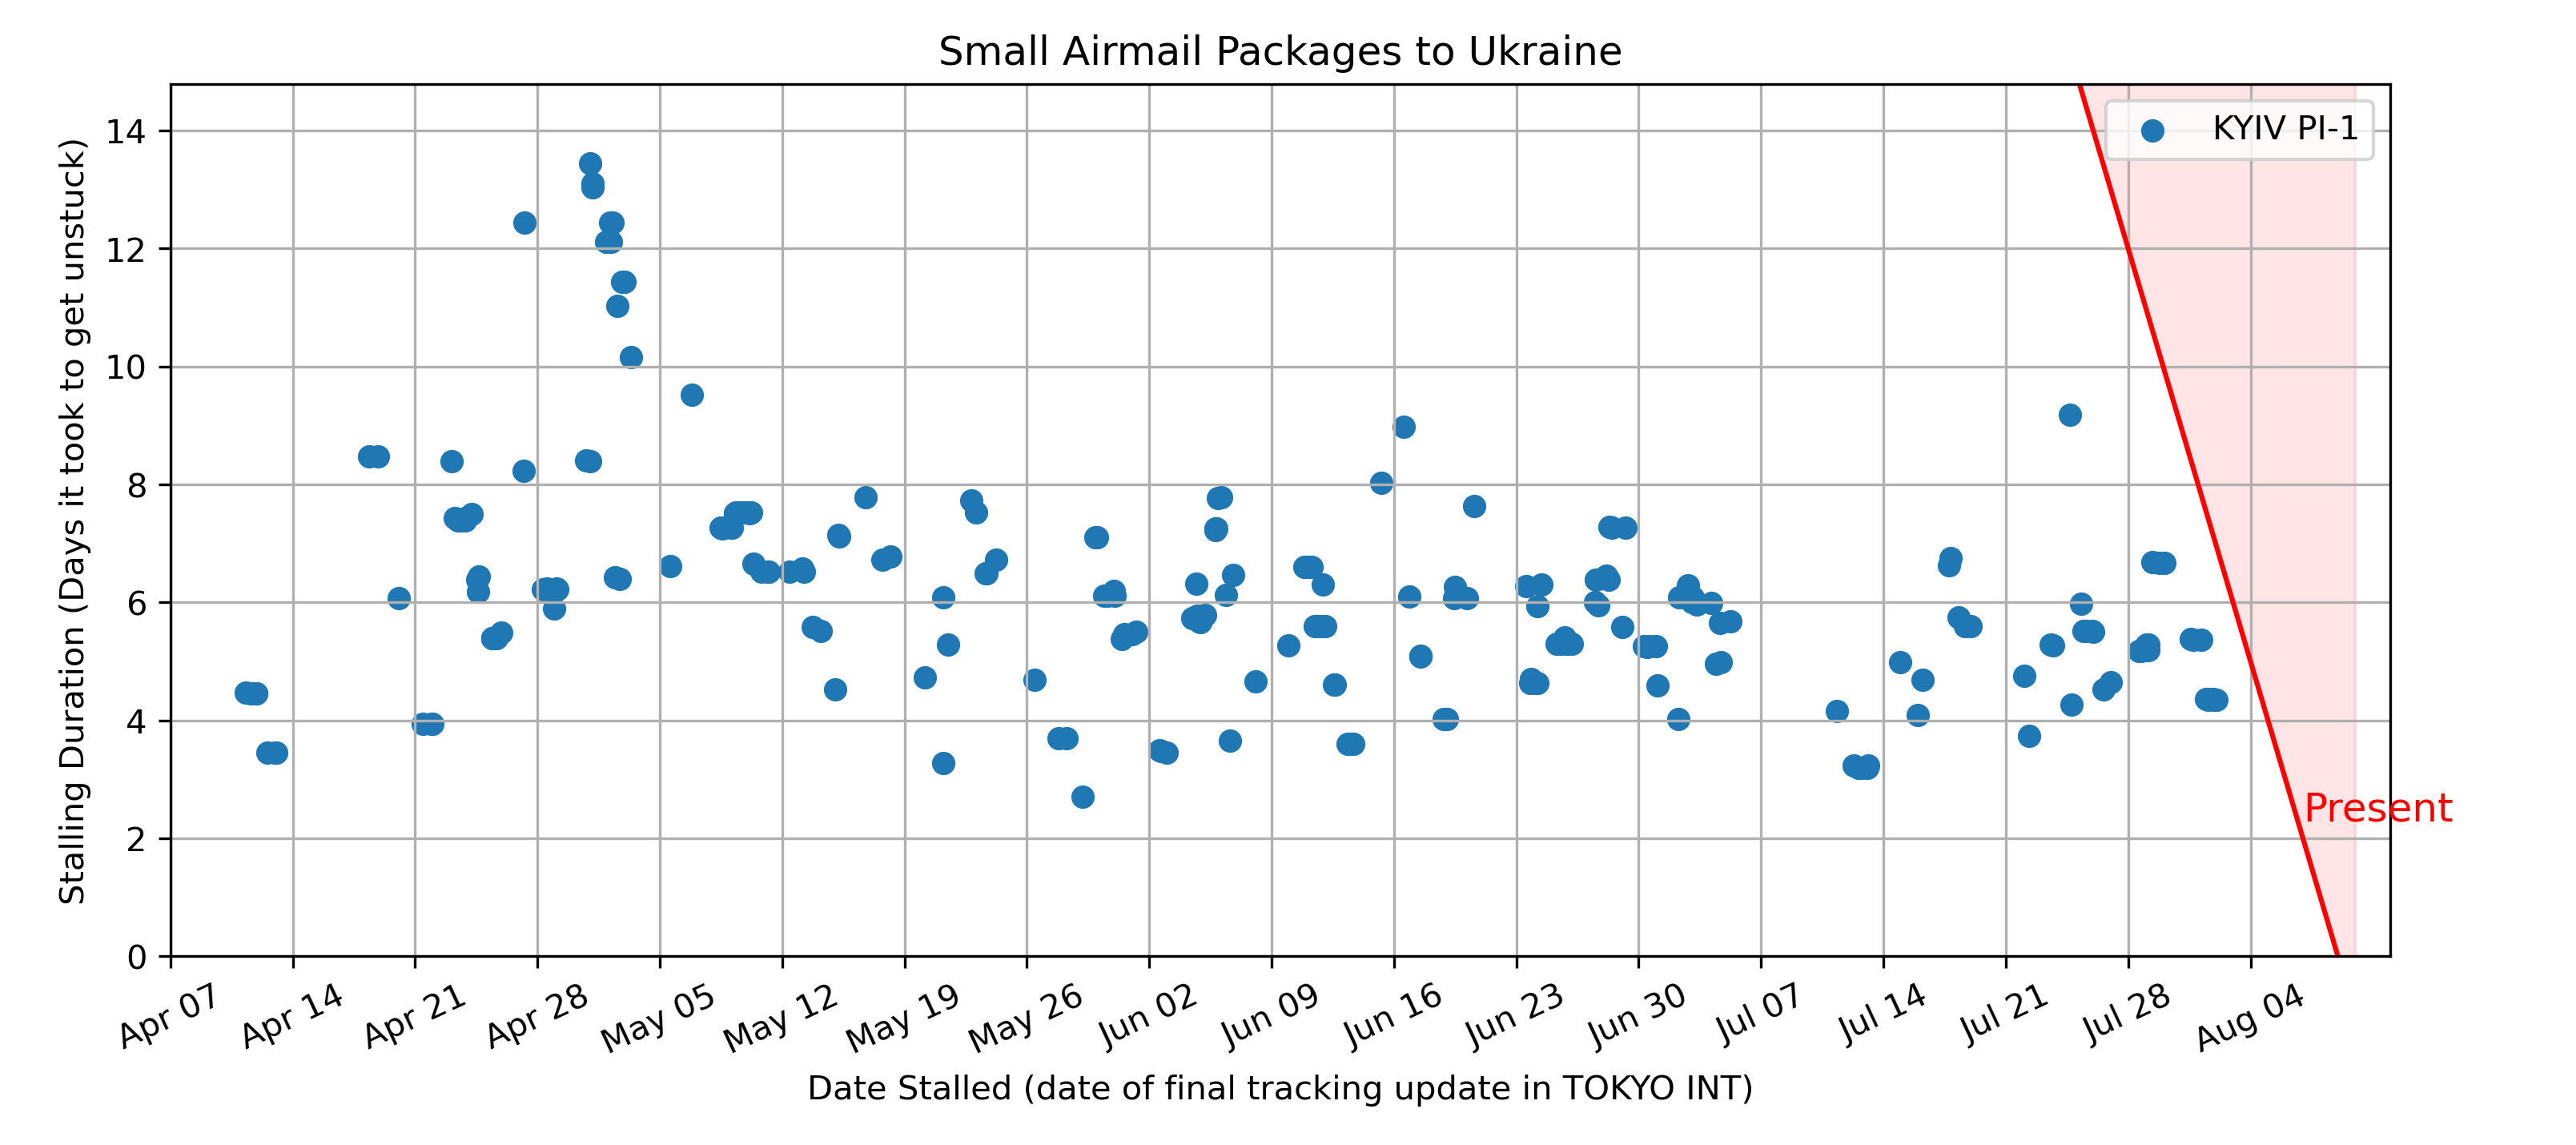 Small Airmail Packages to Ukraine
KYIV PI-1
Stalling Duration (Days it took to get unstuck)
14
12
10
8
6
4
2
0
Present
Apr 07
Apr 14
Apr 21
Apr 28
May 05
May 12
May 19
May 26
Jun 02
Jun 09
Jun 16
Jun 23
Jun 30
Jul 07
Jul 14
Jul 21
Jul 28
Aug 04
Date Stalled (date of final tracking update in TOKYO INT)